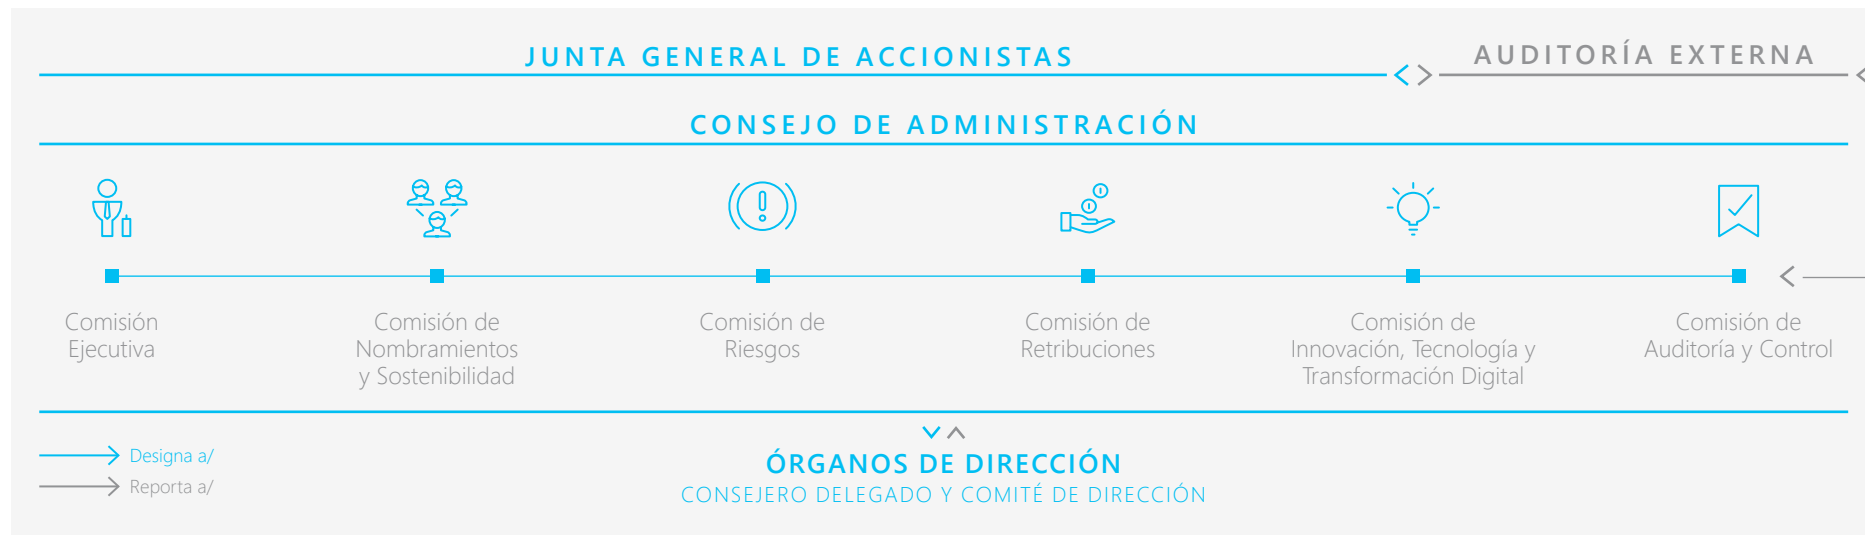 JUNTA GENERAL DE ACCIONISTAS
AUDITORÍA EXTERNA
CONSEJO DE ADMINISTRACIÓN
Comisión
Ejecutiva
Comisión de
Nombramientos
y Sostenibilidad
Comisión de
Riesgos
Comisión de
Retribuciones
Comisión de
Innovación, Tecnología y
Transformación Digital
Comisión de
Auditoría y Control
Designa a/
Reporta a/
ÓRGANOS DE DIRECCIÓN
CONSEJERO DELEGADO Y COMITÉ DE DIRECCIÓN